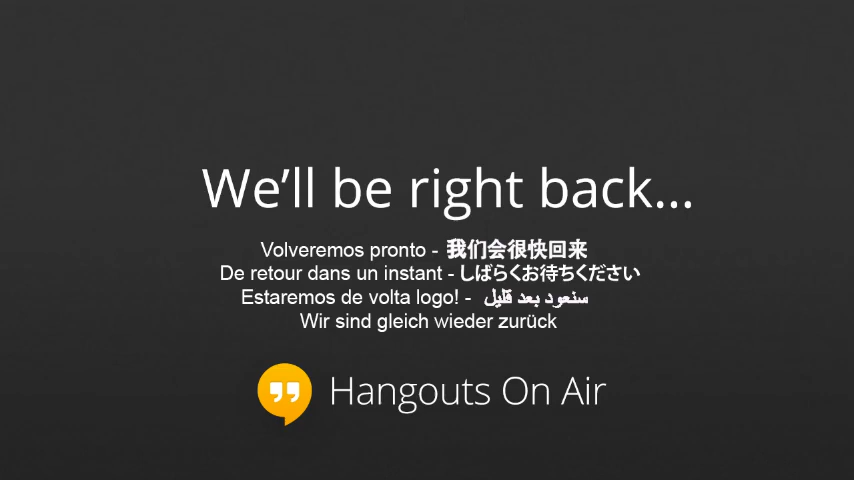 We'll be right back...
Volveremos pronto - 我们会很快回来
De retour dans un instant - しばらくお待ちください
Estaremos de volta logo! - سنعود بعد قليل
Wir sind gleich wieder zurück
Hangouts On Air